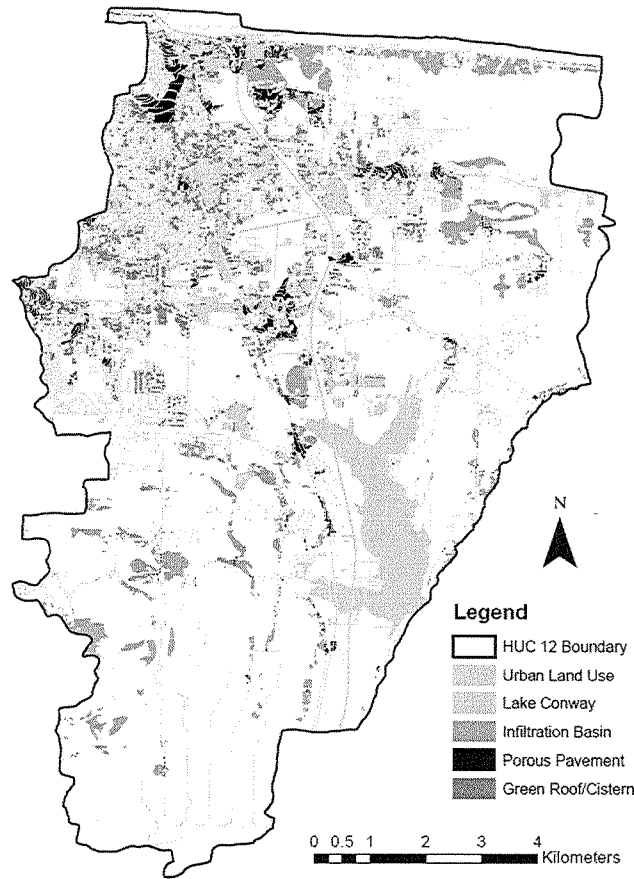 N
Legend
HUC 12 Boundary
Urban Land Use
Lake Conway
Infiltration Basin
Porous Pavement
Green Roof/Cistern
0 0.5 1 2 3 4
Kilometers